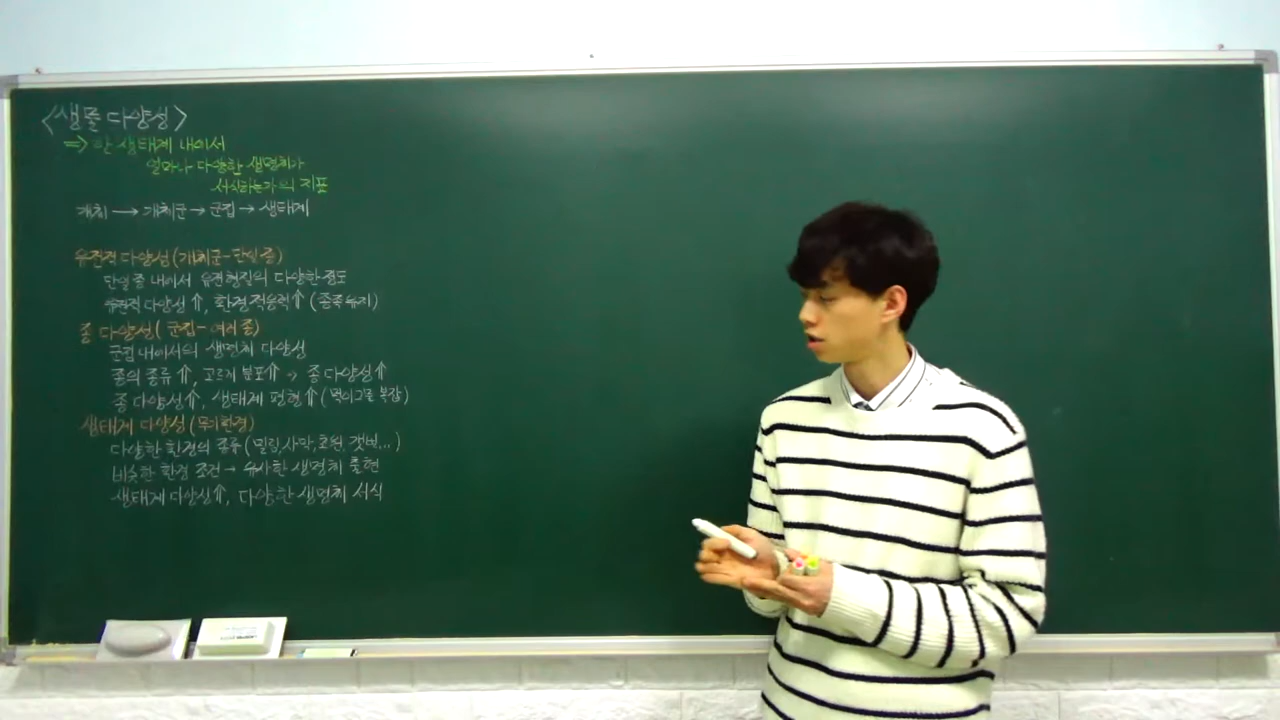 <생물 다양성>
=> 한 생태계 내에서
얼마나 다양한 생명체가
서식하는가의 지표
개체 → 개체군 → 군집 → 생태계
유전적 다양성 (개체군 - 단일 종)
단일 종 내에서 유전형질의 다양한 정도
유전적 다양성⇑, 환경 적응력⇑ (종족 유지)
종 다양성 (군집 - 여러 종)
군집 내에서의 생명체 다양성
종의 종류⇑, 고르게 분포⇑ → 종 다양성⇑
종 다양성⇑, 생태계 평형⇑ (먹이그물 복잡)
생태계 다양성 (무기환경)
다양한 환경의 종류 (밀림, 사막, 초원, 갯벌...)
비슷한 환경 조건 → 유사한 생명체 출현
생태계 다양성⇑, 다양한 생명체 서식